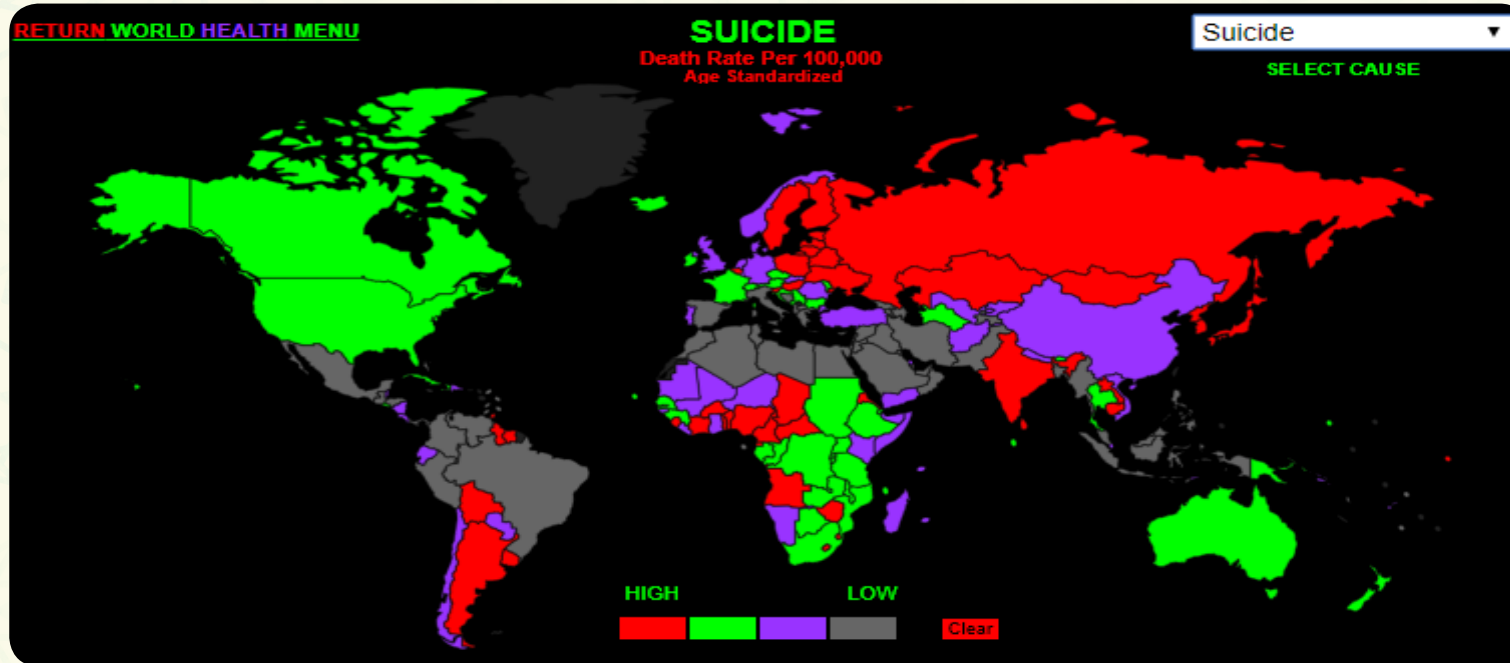 RETURN WORLD HEALTH MENU
SUICIDE
Death Rate Per 100,000
Age Standardized
Suicide
SELECT CAUSE
HIGH
LOW
Clear